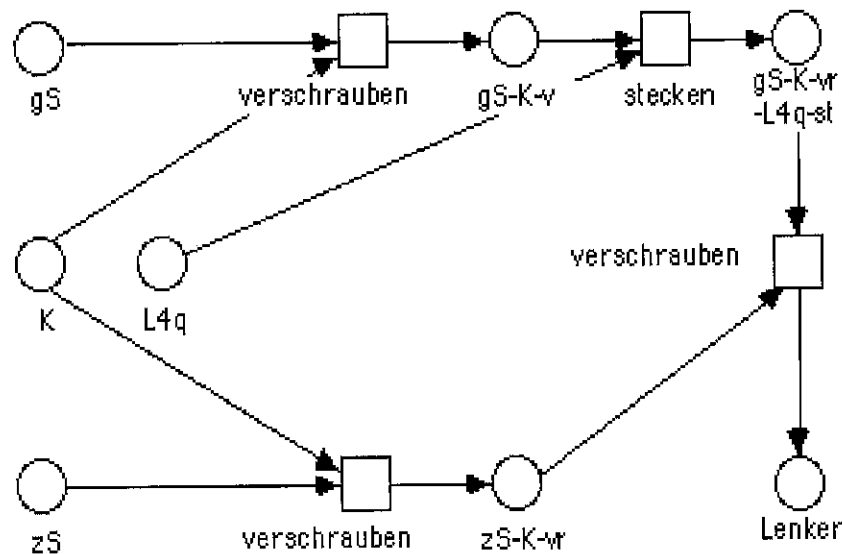 gS
verschrauben
gS-K-v
stecken
gS-K-vr
-L4q-st
K
L4q
verschrauben
zS
verschrauben
zS-K-vr
Lenker